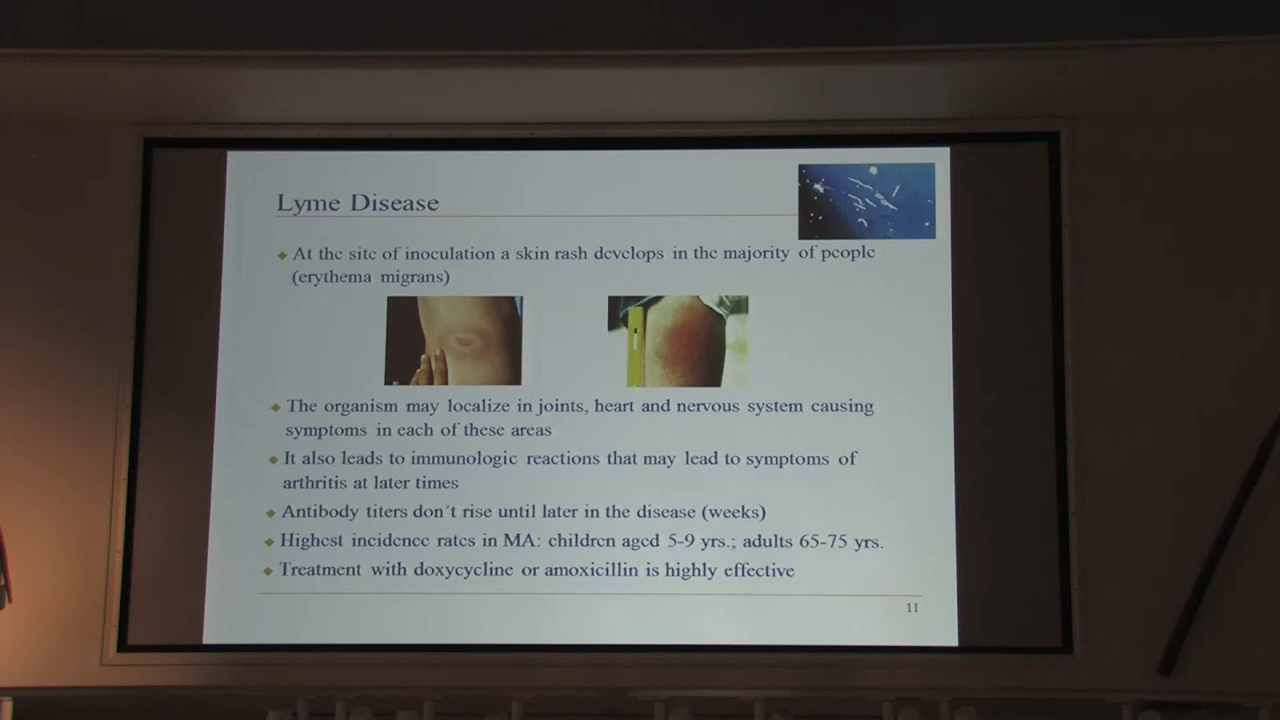 Lyme Disease
At the site of inoculation a skin rash develops in the majority of people
(erythema migrans)
The organism may localize in joints, heart and nervous system causing
symptoms in each of these areas
It also leads to immunologic reactions that may lead to symptoms of
arthritis at later times
Antibody titers don't rise until later in the disease (weeks)
Highest incidence rates in MA: children aged 5-9 yrs.; adults 65-75 yrs.
Treatment with doxycycline or amoxicillin is highly effective
11